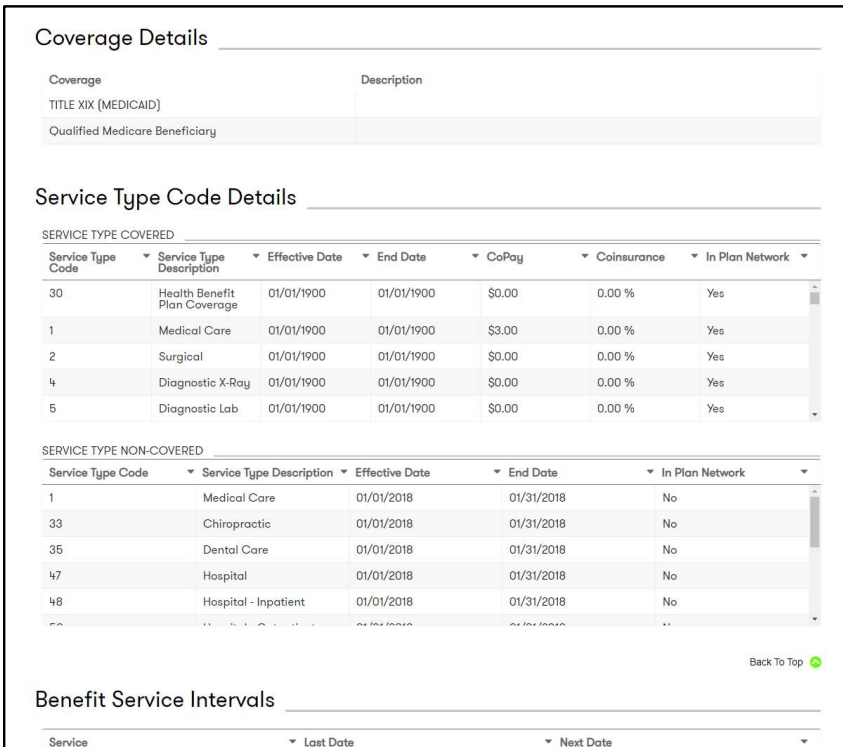 Coverage Details
Coverage Description
TITLE XIX (MEDICAID)
Qualified Medicare Beneficiary
Service Type Code Details
SERVICE TYPE COVERED
Service Type Code Service Type Description Effective Date End Date CoPay Coinsurance In Plan Network
30 Health Benefit Plan Coverage 01/01/1900 01/01/1900 $0.00 0.00 % Yes
1 Medical Care 01/01/1900 01/01/1900 $3.00 0.00 % Yes
2 Surgical 01/01/1900 01/01/1900 $0.00 0.00 % Yes
4 Diagnostic X-Ray 01/01/1900 01/01/1900 $0.00 0.00 % Yes
5 Diagnostic Lab 01/01/1900 01/01/1900 $0.00 0.00 % Yes
SERVICE TYPE NON-COVERED
Service Type Code Service Type Description Effective Date End Date In Plan Network
1 Medical Care 01/01/2018 01/31/2018 No
33 Chiropractic 01/01/2018 01/31/2018 No
35 Dental Care 01/01/2018 01/31/2018 No
47 Hospital 01/01/2018 01/31/2018 No
48 Hospital - Inpatient 01/01/2018 01/31/2018 No
Back To Top
Benefit Service Intervals
Service Last Date Next Date